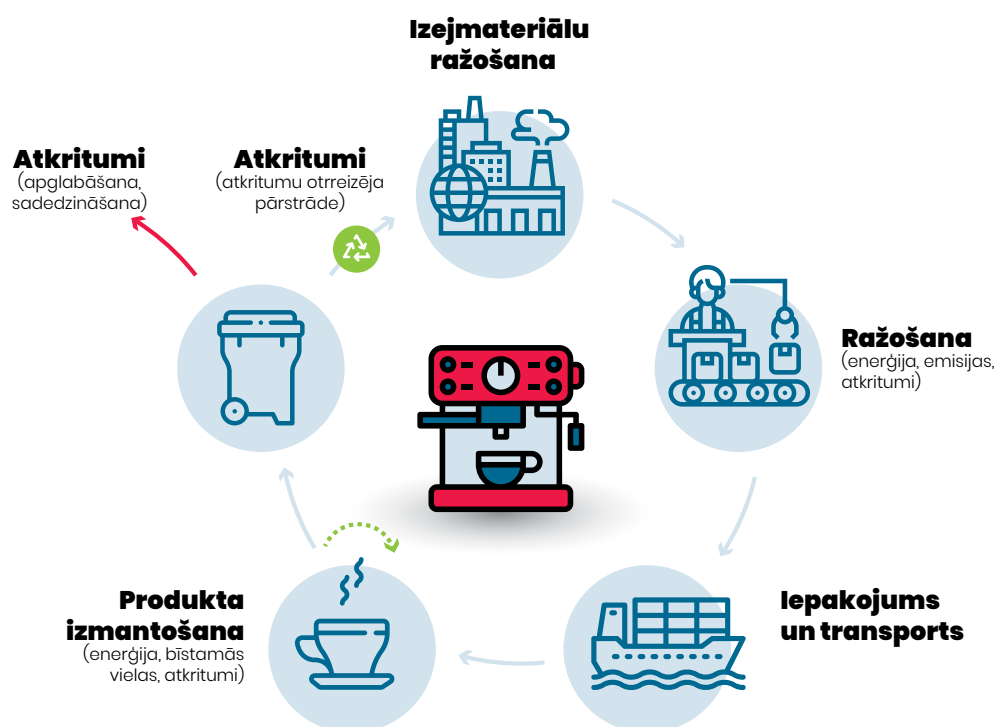 Izejmateriālu
ražošana
Atkritumi
(apglabāšana,
sadedzināšana)
Atkritumi
(atkritumu otrreizēja
pārstrāde)
Ražošana
(enerģija, emisijas,
atkritumi)
Iepakojums
un transports
Produkta
izmantošana
(enerģija, bīstamās
vielas, atkritumi)